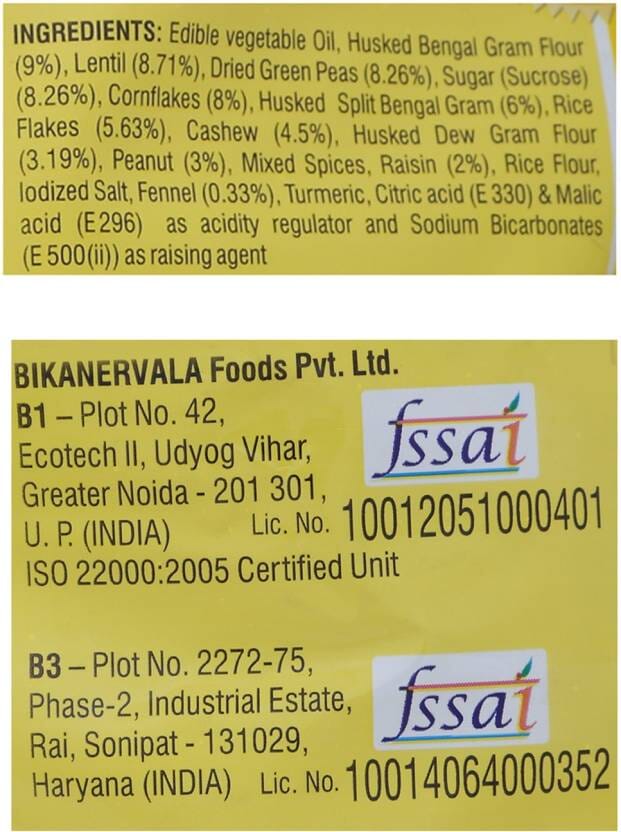 INGREDIENTS: Edible vegetable Oil, Husked Bengal Gram Flour
(9%), Lentil (8.71%), Dried Green Peas (8.26%), Sugar (Sucrose)
(8.26%), Cornflakes (8%), Husked Split Bengal Gram (6%), Rice
Flakes (5.63%), Cashew (4.5%), Husked Dew Gram Flour
(3.19%), Peanut (3%), Mixed Spices, Raisin (2%), Rice Flour,
Iodized Salt, Fennel (0.33%), Turmeric, Citric acid (E 330) & Malic
acid (E296) as acidity regulator and Sodium Bicarbonates
(E 500(ii)) as raising agent
BIKANERVALA Foods Pvt. Ltd.
B1 – Plot No. 42,
Ecotech II, Udyog Vihar,
Greater Noida - 201 301,
U. P. (INDIA)
fssai
Lic. No. 10012051000401
ISO 22000:2005 Certified Unit
B3 – Plot No. 2272-75,
Phase-2, Industrial Estate,
Rai, Sonipat - 131029,
Haryana (INDIA)
fssai
Lic. No. 10014064000352